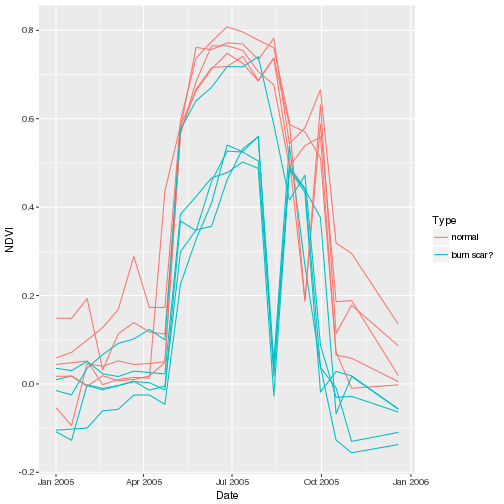 0.8
0.6
0.4
0.2
0.0
-0.2
NDVI
Jan 2005
Apr 2005
Jul 2005
Oct 2005
Jan 2006
Date
Type
normal
burn scar?